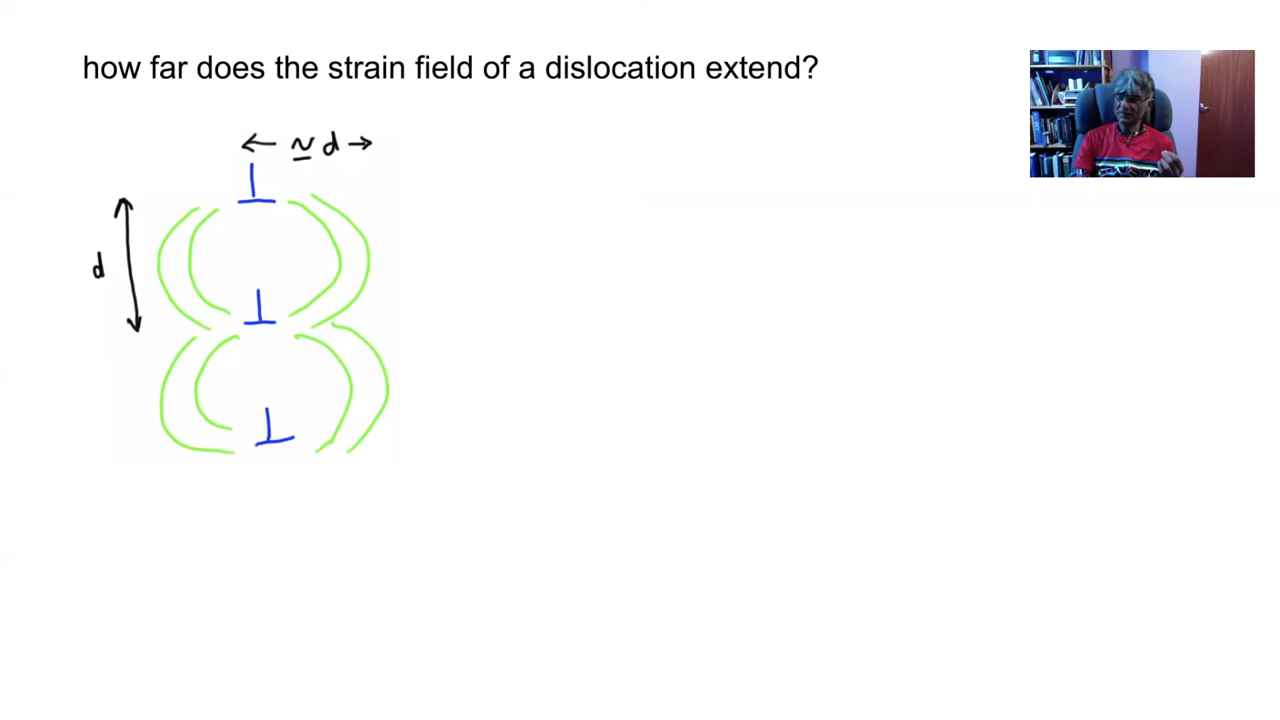 how far does the strain field of a dislocation extend?
← ≃ d →
d